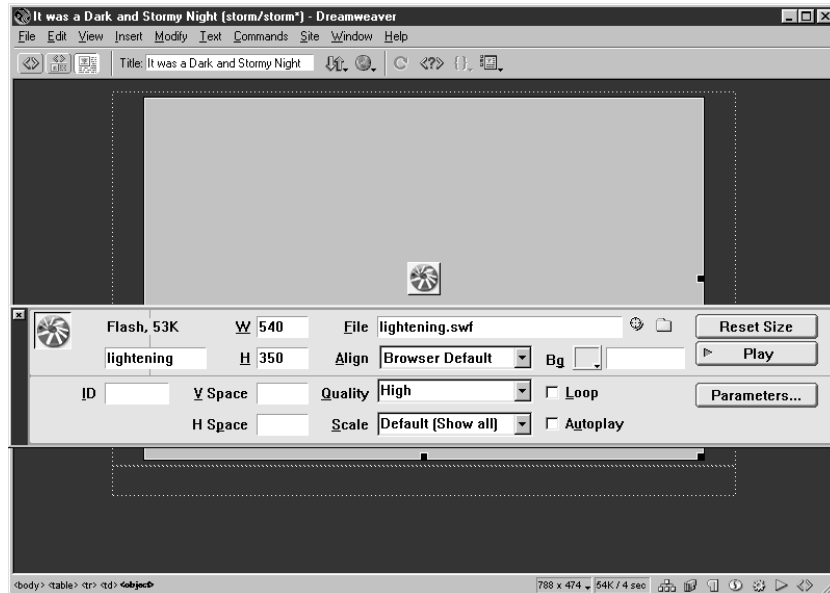 It was a Dark and Stormy Night (storm/storm*) - Dreamweaver
File Edit View Insert Modify Text Commands Site Window Help
Title: It was a Dark and Stormy Night
Flash, 53K W 540 File lightening.swf Reset Size
lightening H 350 Align Browser Default Bg Play
ID V Space Quality High Loop Parameters...
H Space Scale Default (Show all) Autoplay
<body> <table> <tr> <td> <object> 788 x 474 54K / 4 sec